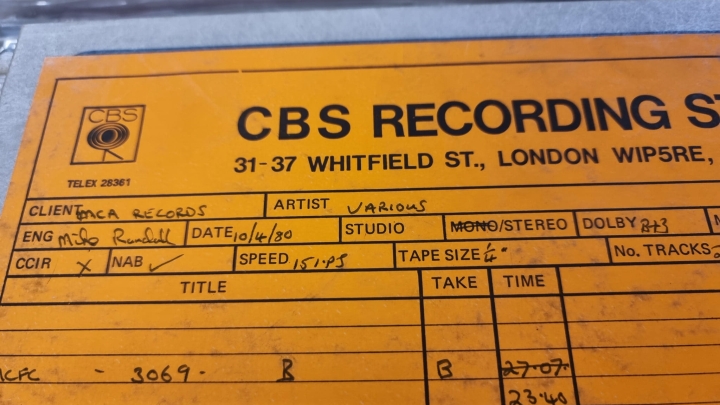 CBS
CBS RECORDING S
31-37 WHITFIELD ST., LONDON W1P5RE,
TELEX 28361
CLIENT MCA RECORDS ARTIST VARIOUS
ENG Mike Randall DATE 10/4/80 STUDIO MONO/STEREO DOLBY
CCIR X NAB ✓ SPEED 15 I.P.S TAPE SIZE ¼" No. TRACKS
TITLE TAKE TIME
CFC - 3069 - B B 27.07.
23.40